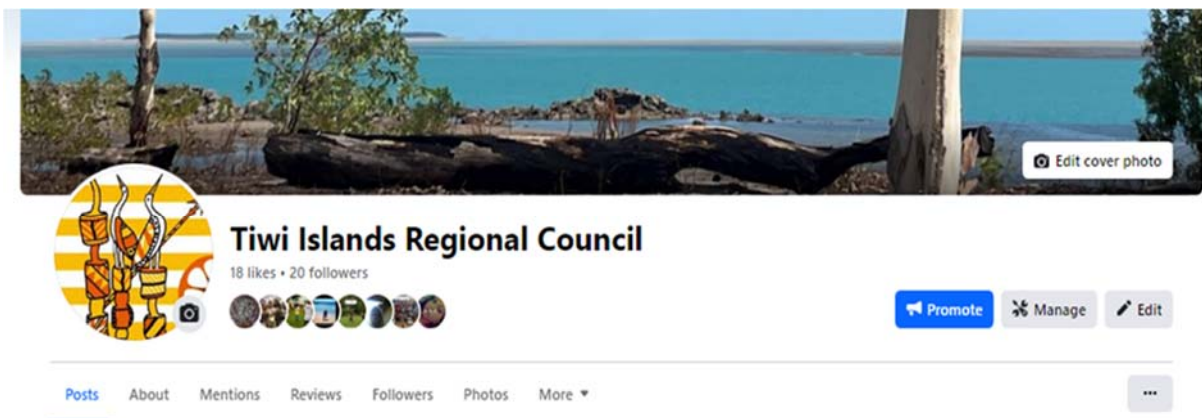 Edit cover photo
Tiwi Islands Regional Council
18 likes • 20 followers
Promote Manage Edit
Posts About Mentions Reviews Followers Photos More